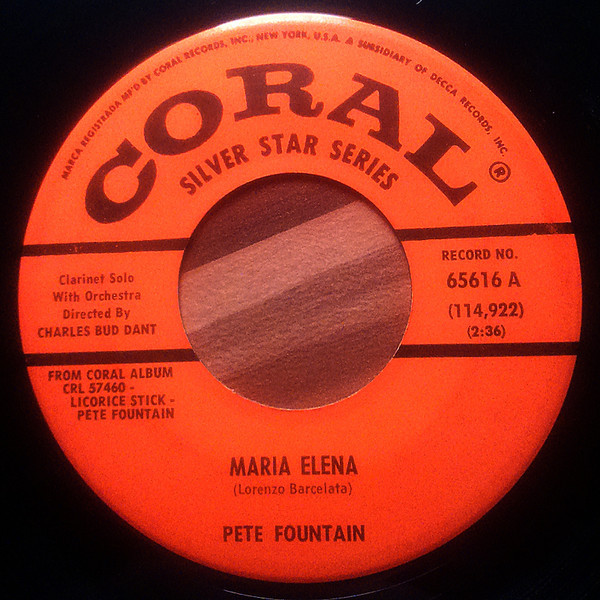 MARCA REGISTRADA MF'D BY CORAL RECORDS, INC., NEW YORK, U.S.A. A SUBSIDIARY OF DECCA RECORDS, INC.
CORAL®
SILVER STAR SERIES
Clarinet Solo
With Orchestra
Directed By
CHARLES BUD DANT
RECORD NO.
65616 A
(114,922)
(2:36)
FROM CORAL ALBUM
CRL 57460 -
LICORICE STICK -
PETE FOUNTAIN
MARIA ELENA
(Lorenzo Barcelata)
PETE FOUNTAIN